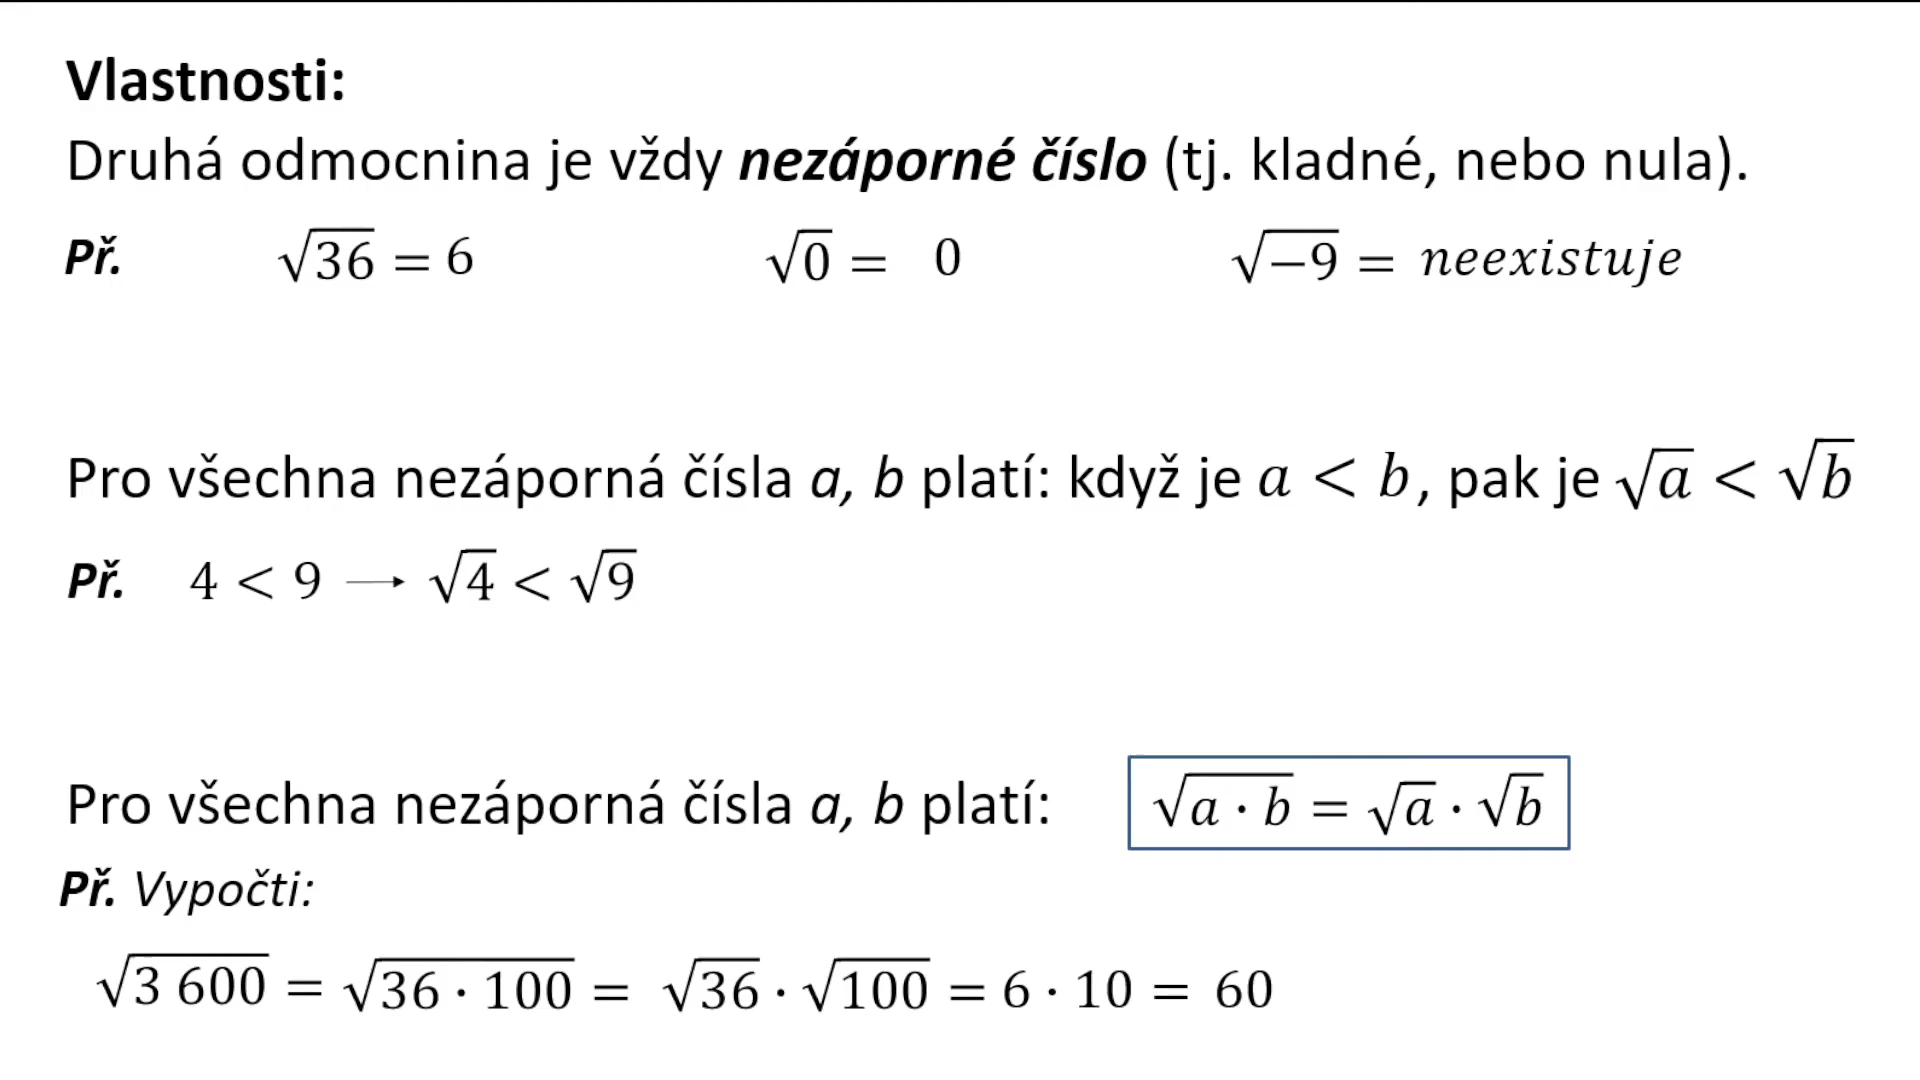 Vlastnosti:
Druhá odmocnina je vždy nezáporné číslo (tj. kladné, nebo nula).
Př. √36 = 6 √0 = 0 √−9 = neexistuje
Pro všechna nezáporná čísla a, b platí: když je a < b, pak je √a < √b
Př. 4 < 9 → √4 < √9
Pro všechna nezáporná čísla a, b platí: √a · b = √a · √b
Př. Vypočti:
√3 600 = √36 · 100 = √36 · √100 = 6 · 10 = 60